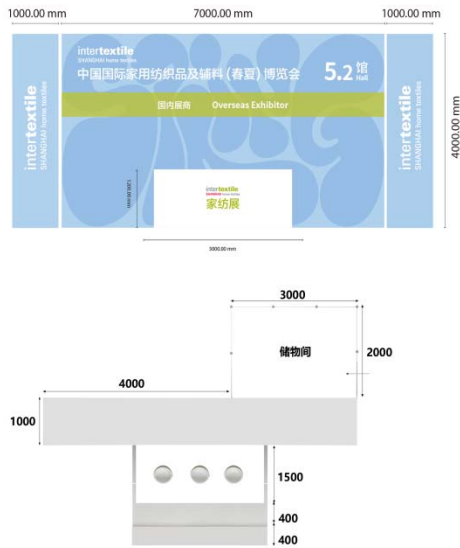 1000.00 mm
7000.00 mm
1000.00 mm
intertextile
SHANGHAI home textiles
中国国际家用纺织品及辅料(春夏)博览会
5.2 馆
Hall
国内展商 Overseas Exhibitor
intertextile
SHANGHAI home textiles
intertextile
SHANGHAI home textiles
4000.00 mm
intertextile
家纺展
3000.00 mm
3000
储物间
2000
4000
1000
1500
400
400